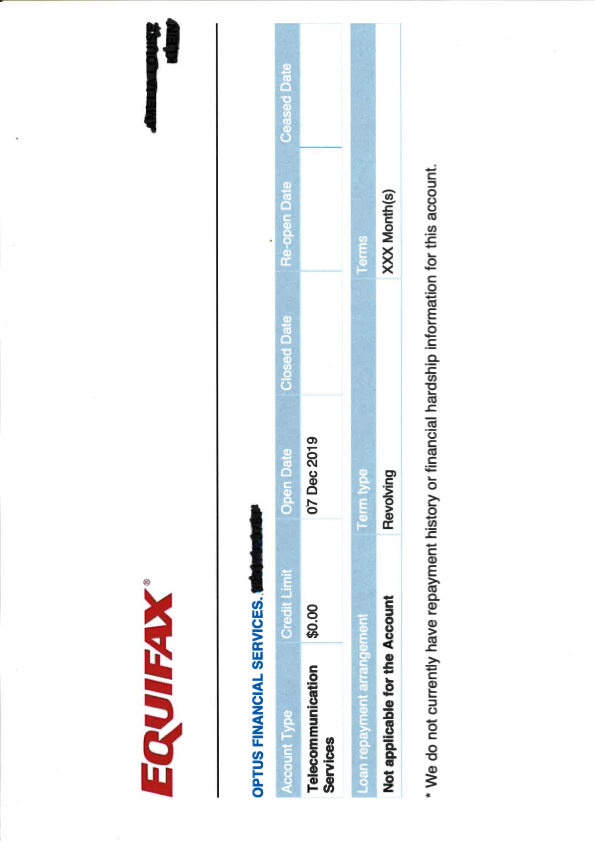 EQUIFAX®
OPTUS FINANCIAL SERVICES..
Account Type Credit Limit Open Date Closed Date Re-open Date Ceased Date
Telecommunication $0.00 07 Dec 2019
Services
Loan repayment arrangement Term type Terms
Not applicable for the Account Revolving XXX Month(s)
* We do not currently have repayment history or financial hardship information for this account.